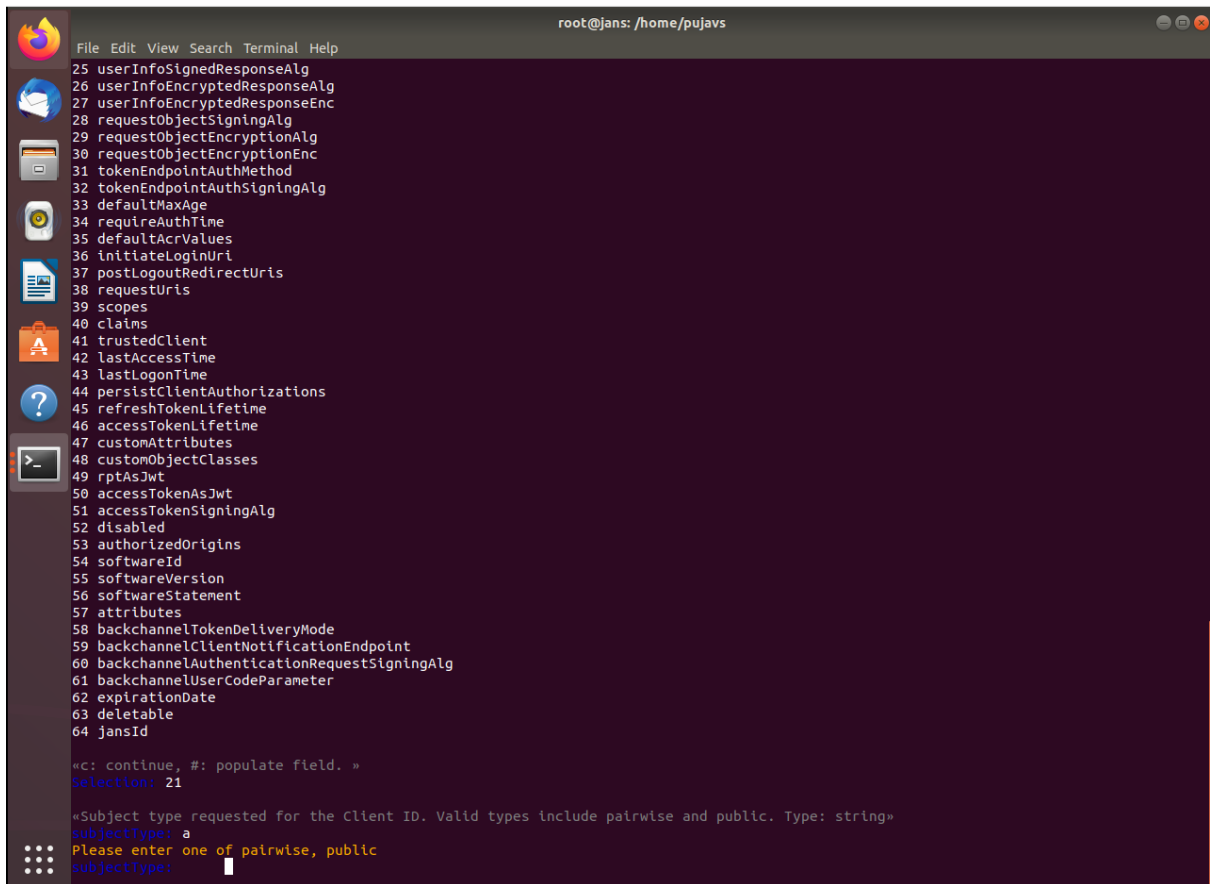 root@jans: /home/pujavs
File Edit View Search Terminal Help
25 userInfoSignedResponseAlg
26 userInfoEncryptedResponseAlg
27 userInfoEncryptedResponseEnc
28 requestObjectSigningAlg
29 requestObjectEncryptionAlg
30 requestObjectEncryptionEnc
31 tokenEndpointAuthMethod
32 tokenEndpointAuthSigningAlg
33 defaultMaxAge
34 requireAuthTime
35 defaultAcrValues
36 initiateLoginUri
37 postLogoutRedirectUris
38 requestUris
39 scopes
40 claims
41 trustedClient
42 lastAccessTime
43 lastLogonTime
44 persistClientAuthorizations
45 refreshTokenLifetime
46 accessTokenLifetime
47 customAttributes
48 customObjectClasses
49 rptAsJwt
50 accessTokenAsJwt
51 accessTokenSigningAlg
52 disabled
53 authorizedOrigins
54 softwareId
55 softwareVersion
56 softwareStatement
57 attributes
58 backchannelTokenDeliveryMode
59 backchannelClientNotificationEndpoint
60 backchannelAuthenticationRequestSigningAlg
61 backchannelUserCodeParameter
62 expirationDate
63 deletable
64 jansId
«c: continue, #: populate field. »
Selection: 21
«Subject type requested for the Client ID. Valid types include pairwise and public. Type: string»
subjectType: a
Please enter one of pairwise, public
subjectType: